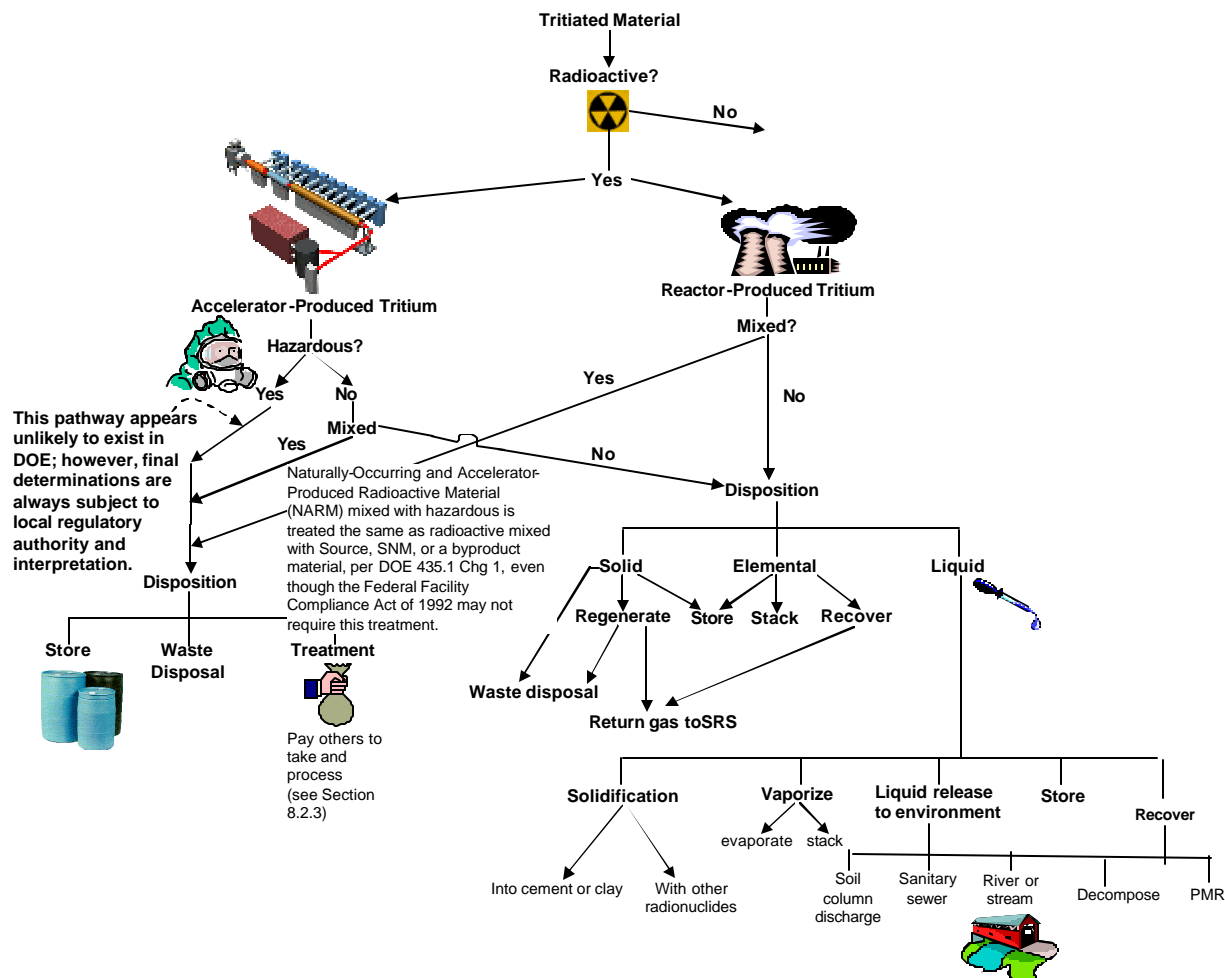 Tritiated Material
Radioactive?
No
Yes
Accelerator-Produced Tritium
Reactor-Produced Tritium
Hazardous?
Mixed?
Yes
No
Yes
No
This pathway appears
unlikely to exist in
DOE; however, final
determinations are
always subject to
local regulatory
authority and
interpretation.
Mixed
Yes
No
Naturally-Occurring and Accelerator-
Produced Radioactive Material
(NARM) mixed with hazardous is
treated the same as radioactive mixed
with Source, SNM, or a byproduct
material, per DOE 435.1 Chg 1, even
though the Federal Facility
Compliance Act of 1992 may not
require this treatment.
Disposition
Disposition
Store
Waste
Disposal
Treatment
Pay others to
take and
process
(see Section
8.2.3)
Solid
Elemental
Liquid
Regenerate
Store
Stack
Recover
Waste disposal
Return gas toSRS
Solidification
Vaporize
Liquid release
to environment
Store
Recover
evaporate
stack
Into cement or clay
With other
radionuclides
Soil
column
discharge
Sanitary
sewer
River or
stream
Decompose
PMR